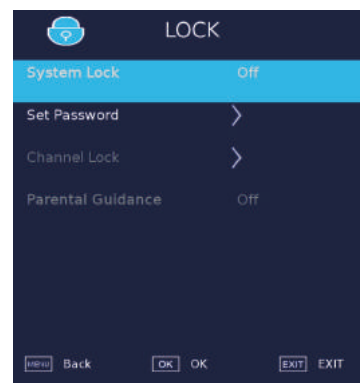 LOCK
System Lock Off
Set Password
Channel Lock
Parental Guidance Off
MENU Back OK OK EXIT EXIT